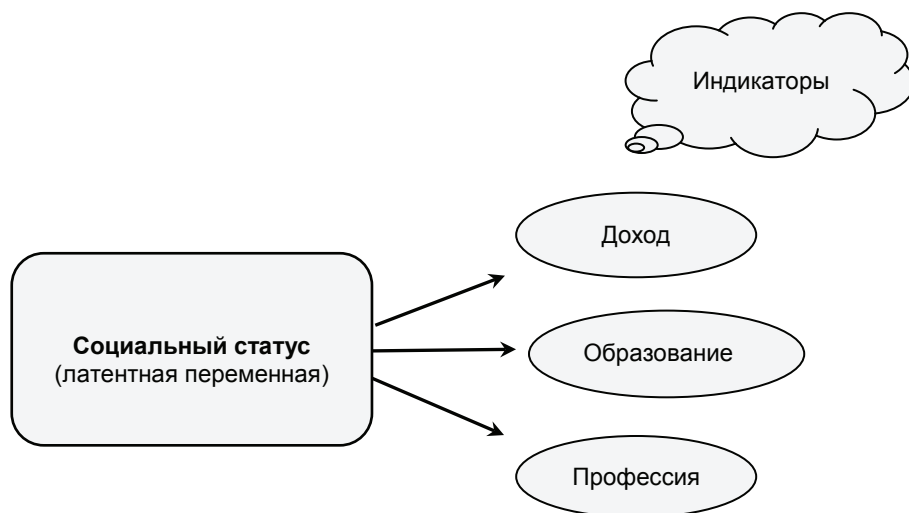 Индикаторы
Доход
Социальный статус
(латентная переменная)
Образование
Профессия